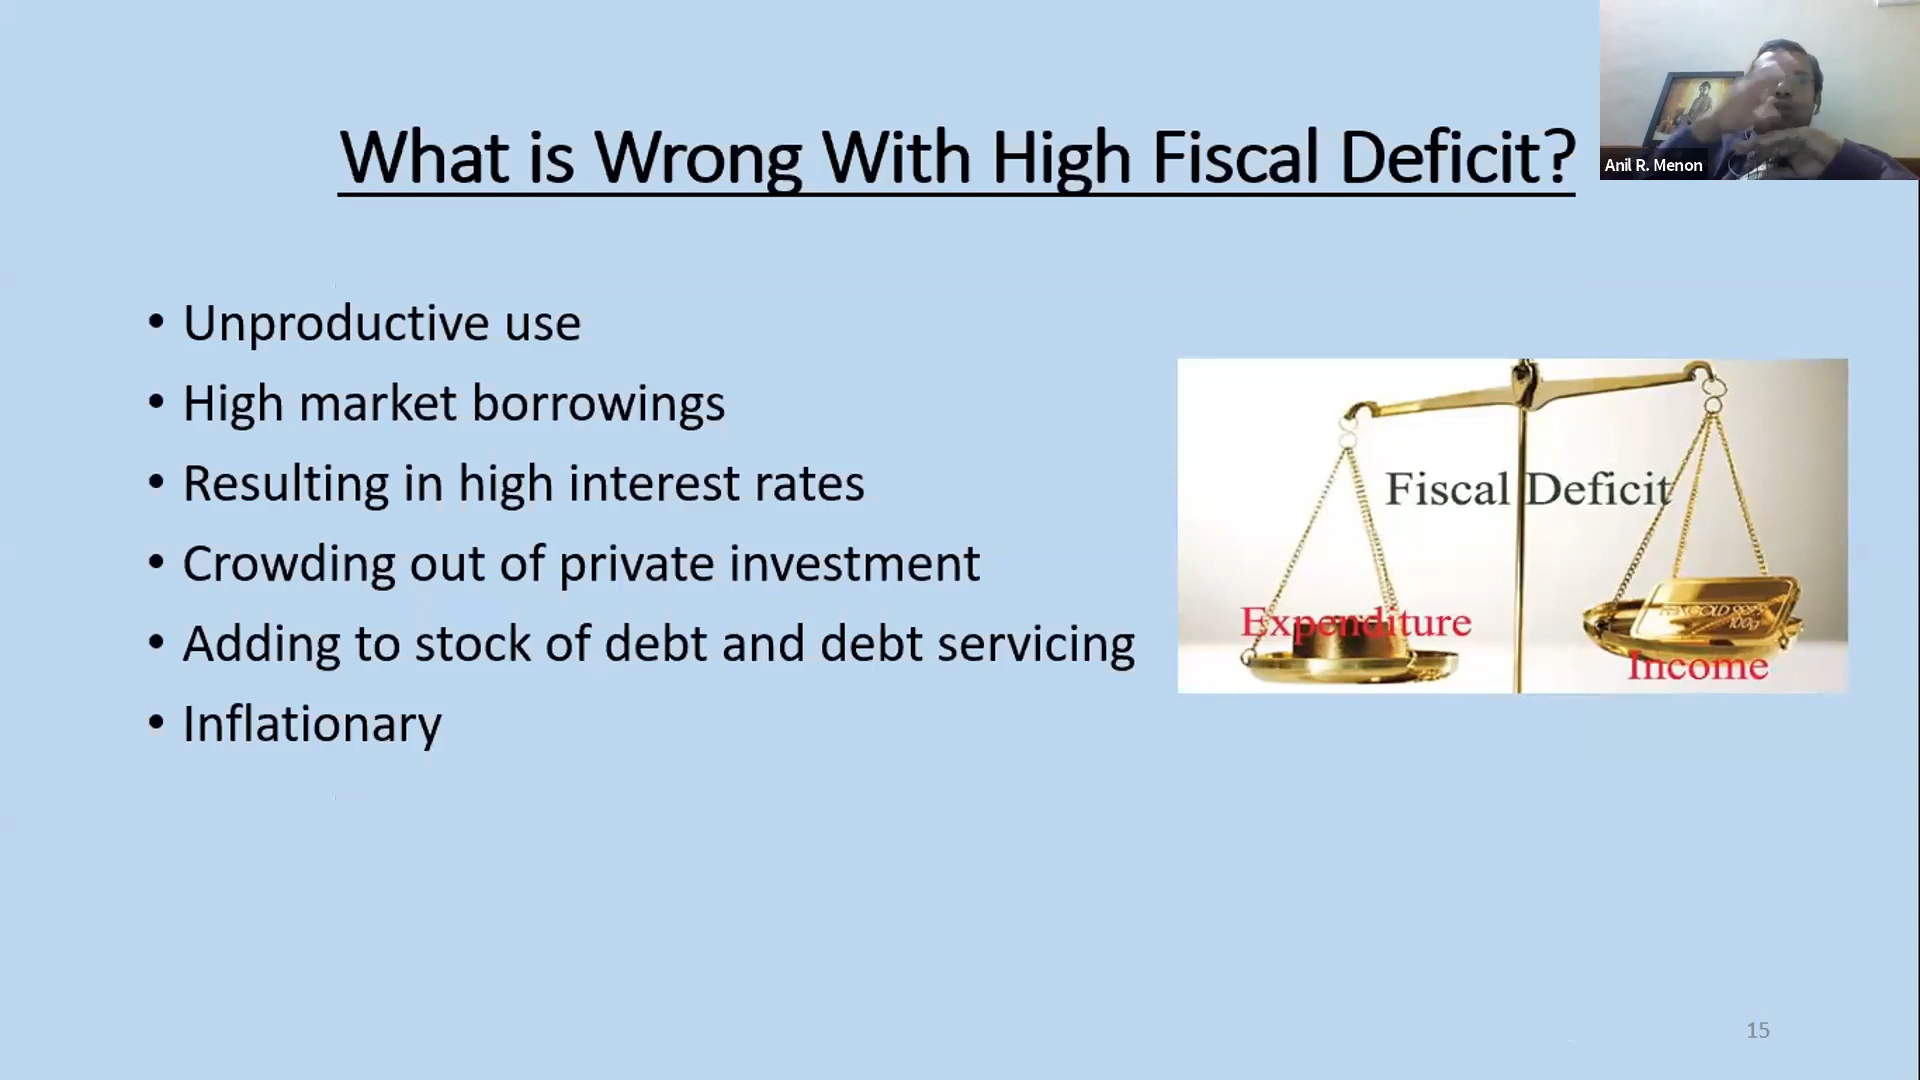 What is Wrong With High Fiscal Deficit?
Anil R. Menon
• Unproductive use
• High market borrowings
• Resulting in high interest rates
• Crowding out of private investment
• Adding to stock of debt and debt servicing
• Inflationary
Fiscal Deficit
Expenditure
Income
100g
15